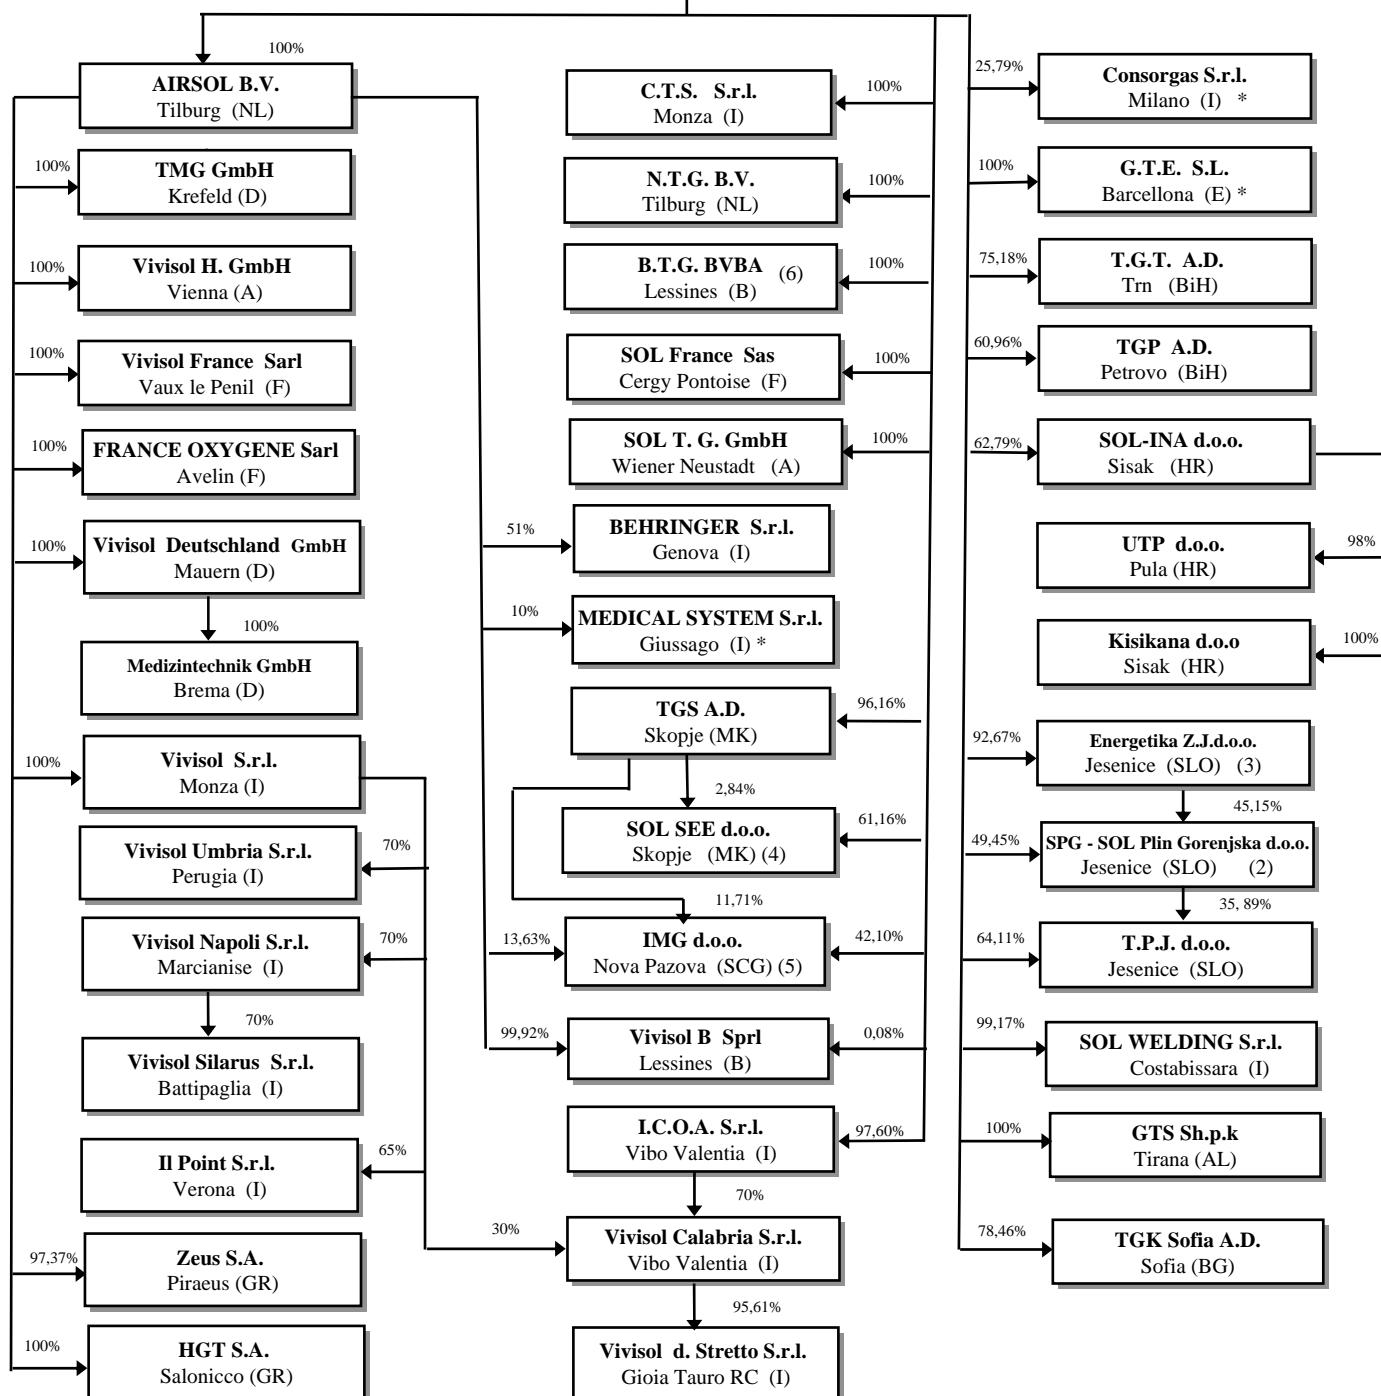 100%
AIRSOL B.V.
Tilburg (NL)
100%
TMG GmbH
Krefeld (D)
100%
Vivisol H. GmbH
Vienna (A)
100%
Vivisol France Sarl
Vaux le Penil (F)
100%
FRANCE OXYGENE Sarl
Avelin (F)
100%
Vivisol Deutschland GmbH
Mauern (D)
100%
Medizintechnik GmbH
Brema (D)
100%
Vivisol S.r.l.
Monza (I)
70%
Vivisol Umbria S.r.l.
Perugia (I)
70%
Vivisol Napoli S.r.l.
Marcianise (I)
70%
Vivisol Silarus S.r.l.
Battipaglia (I)
65%
Il Point S.r.l.
Verona (I)
97,37%
Zeus S.A.
Piraeus (GR)
100%
HGT S.A.
Salonicco (GR)
100%
C.T.S. S.r.l.
Monza (I)
100%
N.T.G. B.V.
Tilburg (NL)
100%
B.T.G. BVBA (6)
Lessines (B)
100%
SOL France Sas
Cergy Pontoise (F)
100%
SOL T. G. GmbH
Wiener Neustadt (A)
51%
BEHRINGER S.r.l.
Genova (I)
10%
MEDICAL SYSTEM S.r.l.
Giussago (I) *
96,16%
TGS A.D.
Skopje (MK)
2,84%
61,16%
SOL SEE d.o.o.
Skopje (MK) (4)
11,71%
13,63%
42,10%
IMG d.o.o.
Nova Pazova (SCG) (5)
99,92%
0,08%
Vivisol B Sprl
Lessines (B)
97,60%
I.C.O.A. S.r.l.
Vibo Valentia (I)
70%
30%
Vivisol Calabria S.r.l.
Vibo Valentia (I)
95,61%
Vivisol d. Stretto S.r.l.
Gioia Tauro RC (I)
25,79%
Consorgas S.r.l.
Milano (I) *
100%
G.T.E. S.L.
Barcellona (E) *
75,18%
T.G.T. A.D.
Trn (BiH)
60,96%
TGP A.D.
Petrovo (BiH)
62,79%
SOL-INA d.o.o.
Sisak (HR)
98%
UTP d.o.o.
Pula (HR)
100%
Kisikana d.o.o
Sisak (HR)
92,67%
Energetika Z.J.d.o.o.
Jesenice (SLO) (3)
45,15%
49,45%
SPG - SOL Plin Gorenjska d.o.o.
Jesenice (SLO) (2)
35, 89%
64,11%
T.P.J. d.o.o.
Jesenice (SLO)
99,17%
SOL WELDING S.r.l.
Costabissara (I)
100%
GTS Sh.p.k
Tirana (AL)
78,46%
TGK Sofia A.D.
Sofia (BG)